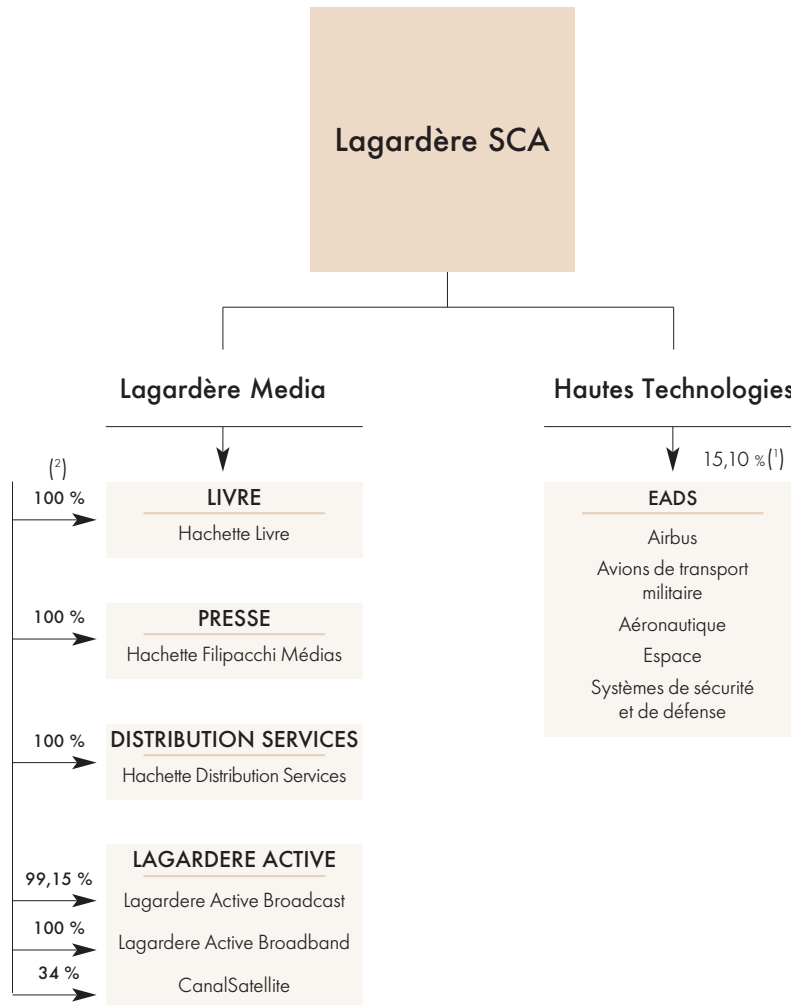 Lagardère SCA
Lagardère Media
Hautes Technologies
(²)
15,10 %(¹)
100 %
LIVRE
Hachette Livre
100 %
PRESSE
Hachette Filipacchi Médias
100 %
DISTRIBUTION SERVICES
Hachette Distribution Services
LAGARDERE ACTIVE
99,15 %
Lagardere Active Broadcast
100 %
Lagardere Active Broadband
34 %
CanalSatellite
EADS
Airbus
Avions de transport
militaire
Aéronautique
Espace
Systèmes de sécurité
et de défense